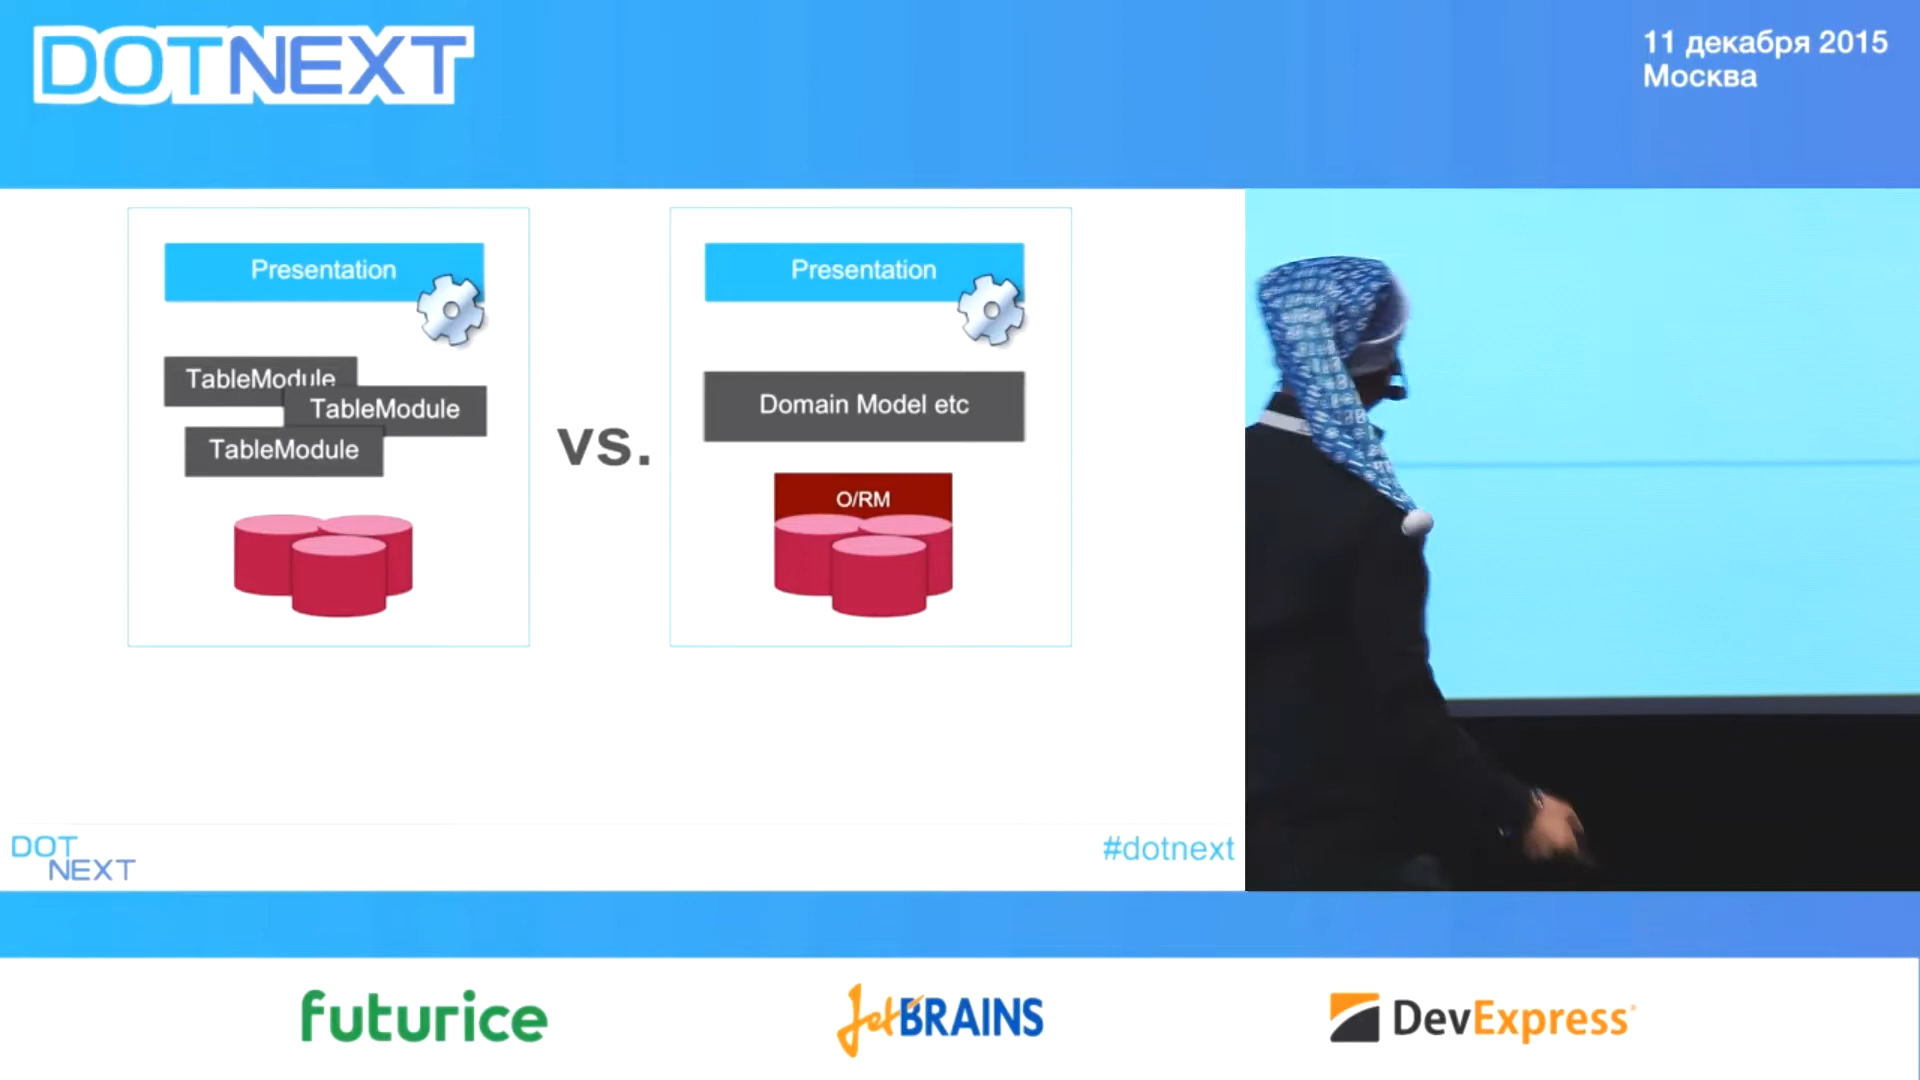 DOTNEXT
11 декабря 2015
Москва
Presentation
TableModule
TableModule
TableModule
vs.
Presentation
Domain Model etc
O/RM
DOT
NEXT
#dotnext
futurice
JetBRAINS
DevExpress